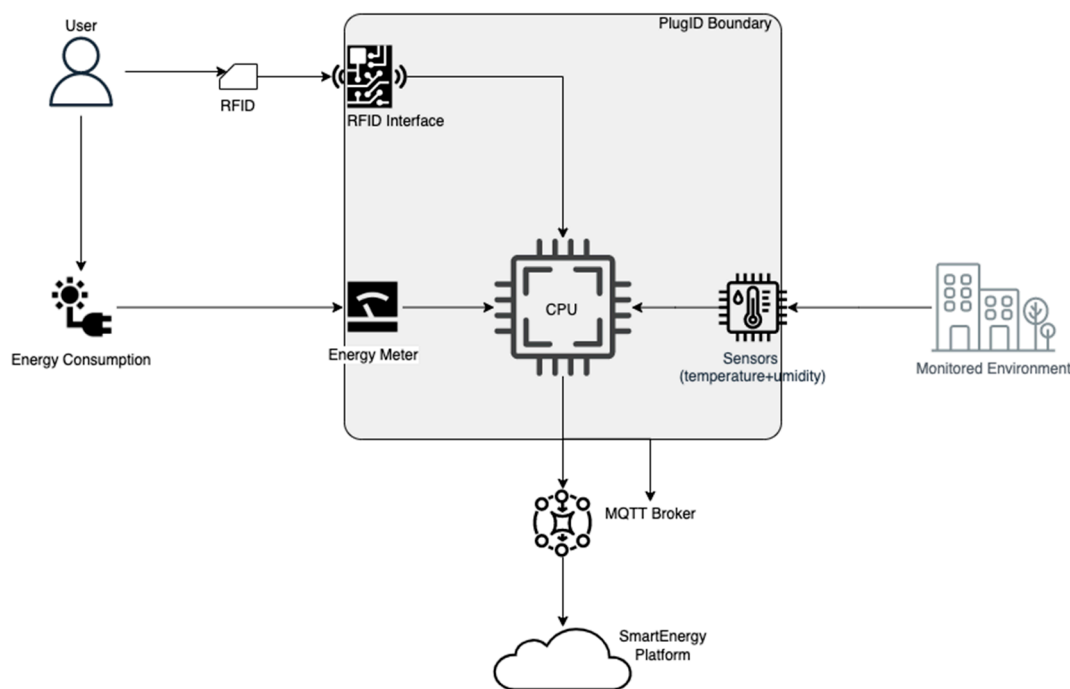 User
PlugID Boundary
RFID
RFID Interface
CPU
Energy Meter
Energy Consumption
Sensors
(temperature+umidity)
Monitored Environment
MQTT Broker
SmartEnergy
Platform